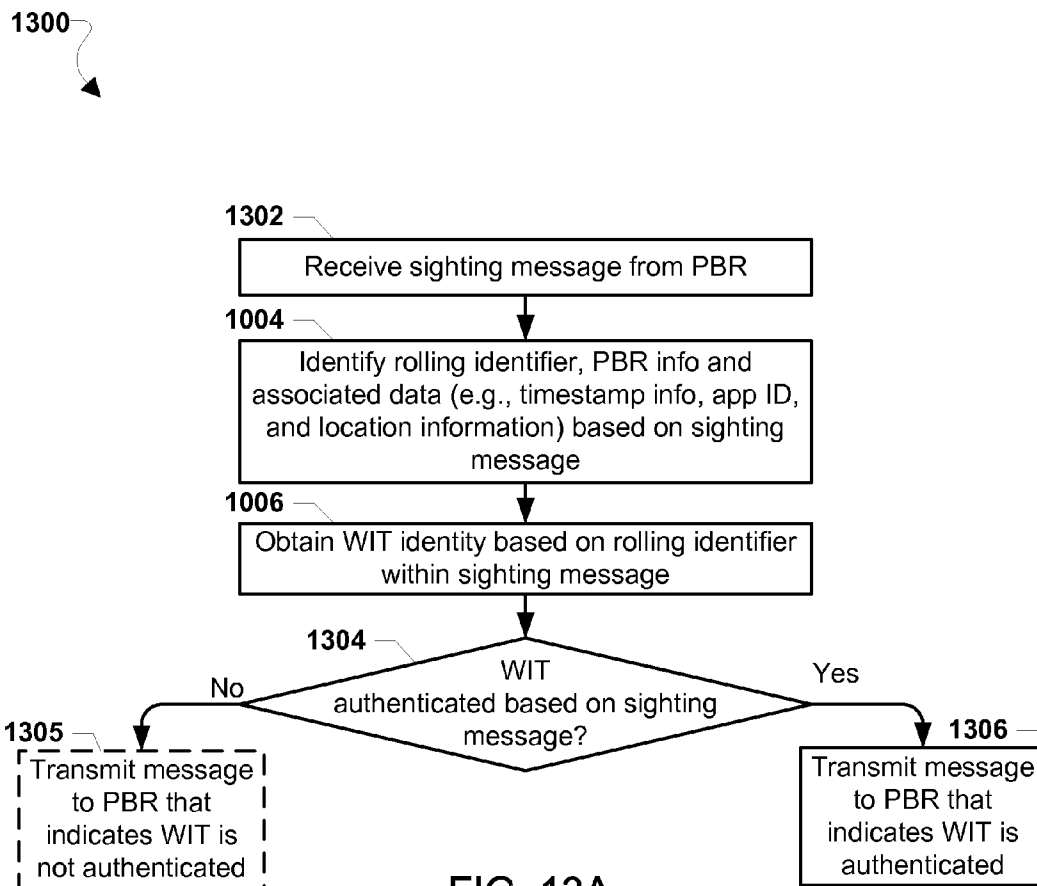 1300
1302
Receive sighting message from PBR
1004
Identify rolling identifier, PBR info and
associated data (e.g., timestamp info, app ID,
and location information) based on sighting
message
1006
Obtain WIT identity based on rolling identifier
within sighting message
1304
WIT
authenticated based on sighting
message?
No
Yes
1305
Transmit message
to PBR that
indicates WIT is
not authenticated
1306
Transmit message
to PBR that
indicates WIT is
authenticated
FIG. 13A